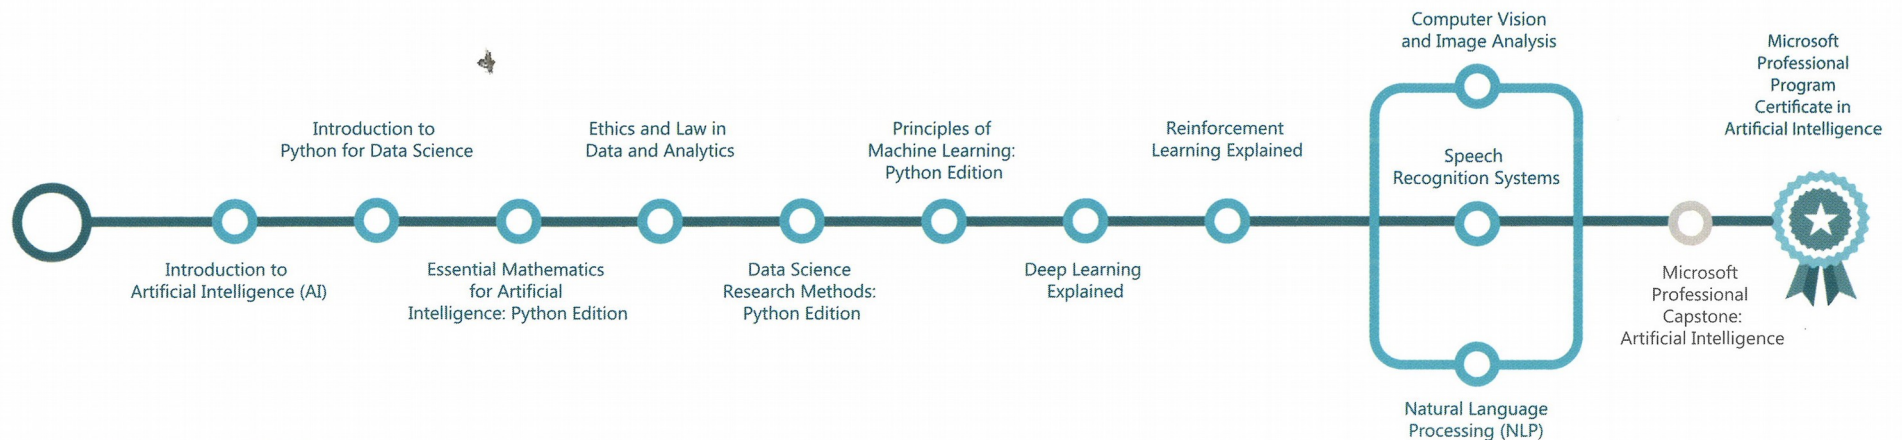 Introduction to
Artificial Intelligence (AI)
Introduction to
Python for Data Science
Essential Mathematics
for Artificial
Intelligence: Python Edition
Ethics and Law in
Data and Analytics
Data Science
Research Methods:
Python Edition
Principles of
Machine Learning:
Python Edition
Deep Learning
Explained
Reinforcement
Learning Explained
Computer Vision
and Image Analysis
Speech
Recognition Systems
Natural Language
Processing (NLP)
Microsoft
Professional
Capstone:
Artificial Intelligence
Microsoft
Professional
Program
Certificate in
Artificial Intelligence